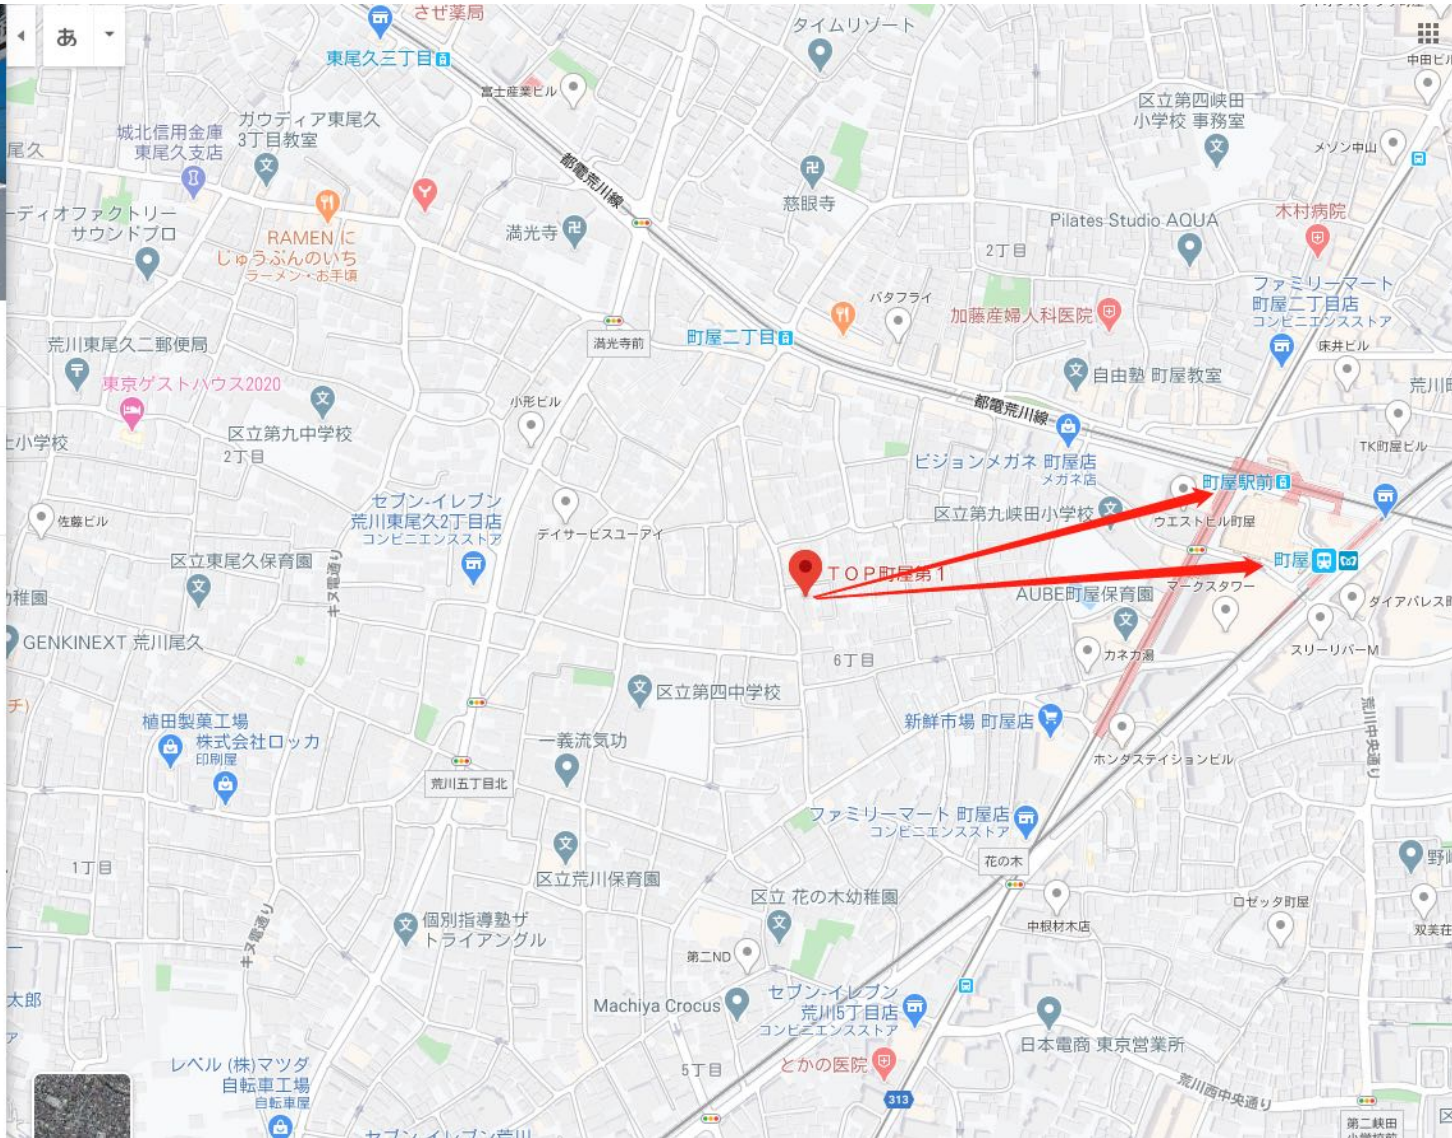 さぜ薬局
あ
東尾久三丁目
タイムリゾート
中田ビル
富士産業ビル
区立第四峡田
小学校 事務室
ガウディア東尾久
3丁目教室
城北信用金庫
東尾久支店
尾久
メゾン中山
都電荒川線
慈眼寺
ーディオファクトリー
サウンドプロ
満光寺
Pilates Studio AQUA
木村病院
RAMEN に
じゅうぶんのいち
ラーメン・お手頃
2丁目
ファミリーマート
町屋二丁目店
コンビニエンスストア
バタフライ
加藤産婦人科医院
町屋二丁目
満光寺前
荒川東尾久二郵便局
床井ビル
東京ゲストハウス2020
自由塾 町屋教室
小形ビル
都電荒川線
区立第九中学校
2丁目
上小学校
TK町屋ビル
ビジョンメガネ 町屋店
メガネ店
町屋駅前
セブン-イレブン
荒川東尾久2丁目店
コンビニエンスストア
佐藤ビル
区立第九峡田小学校
ウエストビル町屋
デイサービスユーアイ
区立東尾久保育園
キヌ電通り
町屋
TOP町屋第1
AUBE町屋保育園
マークスタワー
ダイアパレス町
幼稚園
GENKINEXT 荒川尾久
カネカ湯
スリーリバーM
6丁目
区立第四中学校
チ)
植田製菓工場
株式会社ロッカ
印刷屋
新鮮市場 町屋店
荒川中央通り
一義流気功
ホンダステイションビル
荒川五丁目北
ファミリーマート 町屋店
コンビニエンスストア
花の木
1丁目
区立荒川保育園
区立 花の木幼稚園
ロゼッタ町屋
中根材木店
双美荘
キヌ電通り
個別指導塾ザ
トライアングル
第二ND
太郎
Machiya Crocus
セブン-イレブン
荒川5丁目店
コンビニエンスストア
日本電商 東京営業所
レベル (株)マツダ
自転車工場
自転車屋
5丁目
とかの医院
313
荒川西中央通り
第二峡田
セブン-イレブン荒川